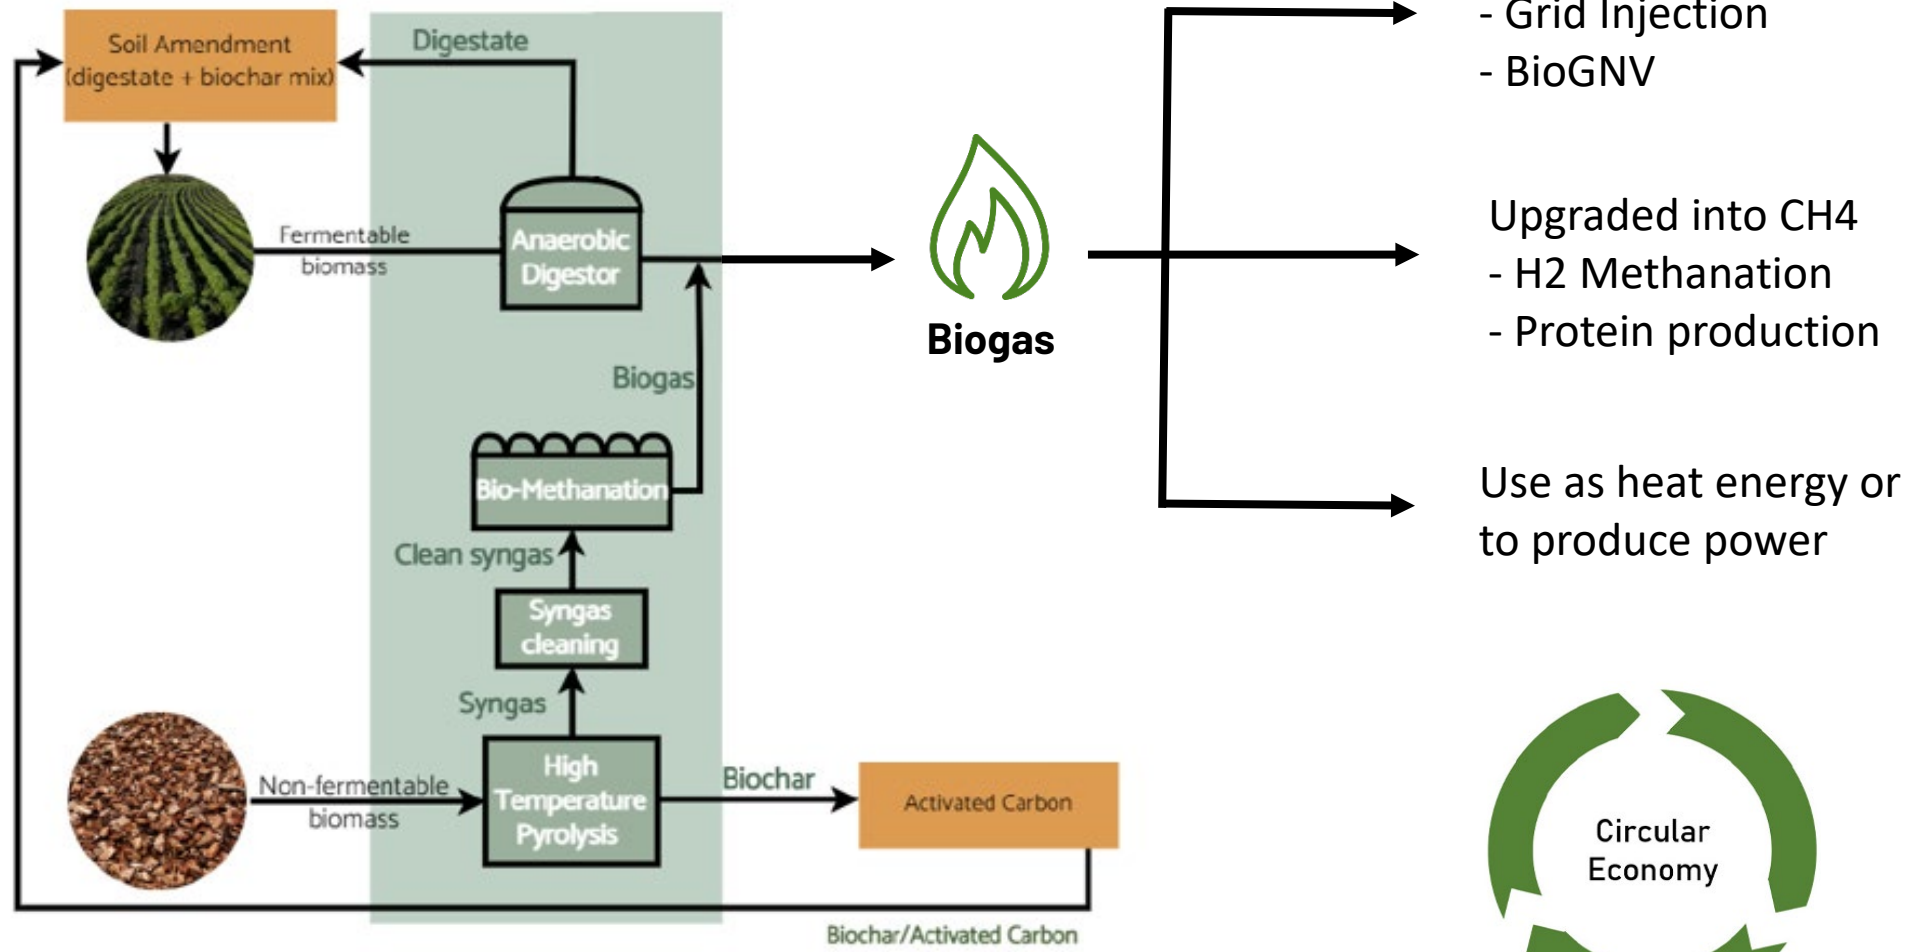 Soil Amendment
(digestate + biochar mix)
Digestate
Fermentable
biomass
Anaerobic
Digestor
Biogas
Bio-Methanation
Clean syngas
Syngas
cleaning
Syngas
Non-fermentable
biomass
High
Temperature
Pyrolysis
Biochar
Activated Carbon
Biochar/Activated Carbon
Biogas
- Grid Injection
- BioGNV
Upgraded into CH4
- H2 Methanation
- Protein production
Use as heat energy or
to produce power
Circular
Economy